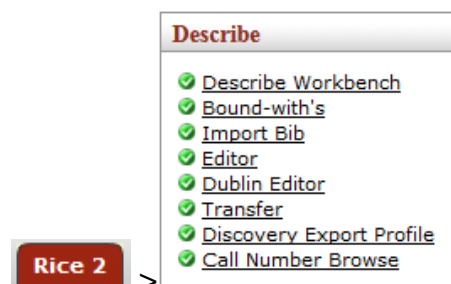 Describe
Describe Workbench
Bound-with's
Import Bib
Editor
Dublin Editor
Transfer
Discovery Export Profile
Call Number Browse
Rice 2 >